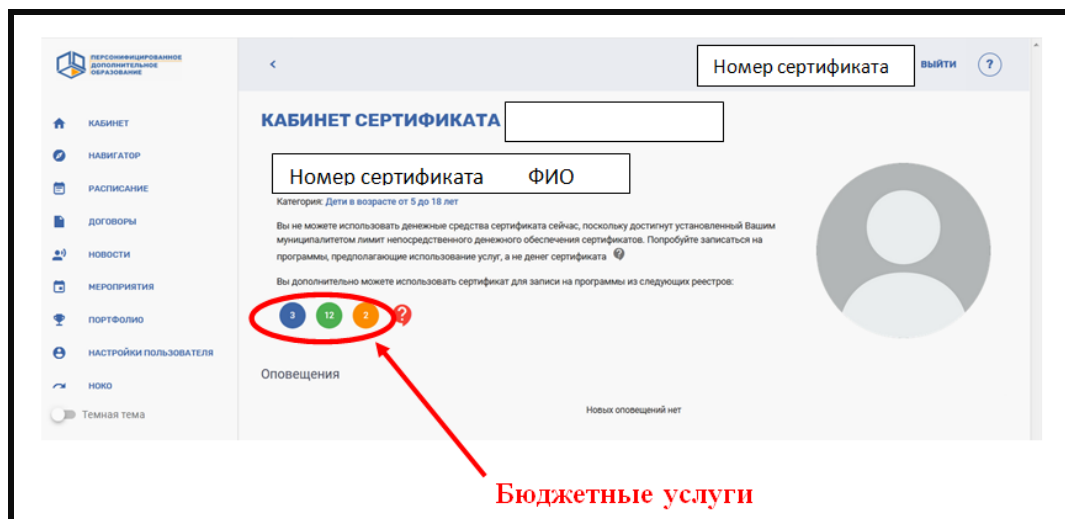 ПЕРСОНИФИЦИРОВАННОЕ
ДОПОЛНИТЕЛЬНОЕ
ОБРАЗОВАНИЕ
Номер сертификата
ВЫЙТИ
?
КАБИНЕТ
НАВИГАТОР
РАСПИСАНИЕ
ДОГОВОРЫ
НОВОСТИ
МЕРОПРИЯТИЯ
ПОРТФОЛИО
НАСТРОЙКИ ПОЛЬЗОВАТЕЛЯ
НОКО
Темная тема
КАБИНЕТ СЕРТИФИКАТА
Номер сертификата ФИО
Категория: Дети в возрасте от 5 до 18 лет
Вы не можете использовать денежные средства сертификата сейчас, поскольку достигнут установленный Вашим
муниципалитетом лимит непосредственного денежного обеспечения сертификатов. Попробуйте записаться на
программы, предполагающие использование услуг, а не денег сертификата ?
Вы дополнительно можете использовать сертификат для записи на программы из следующих реестров:
3 12 2 ?
Оповещения
Новых оповещений нет
Бюджетные услуги